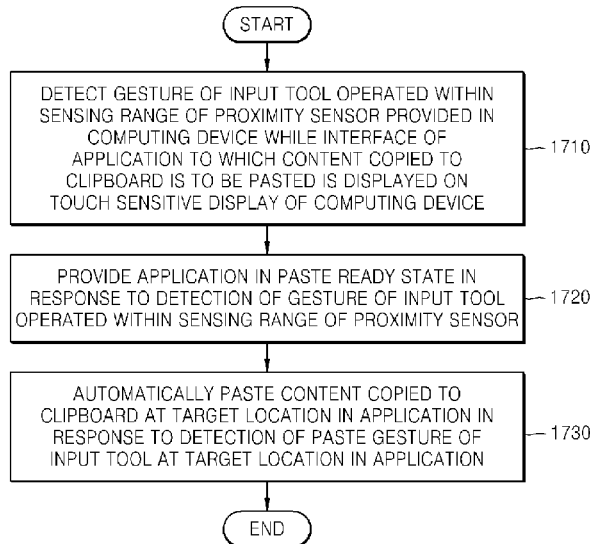 START
DETECT GESTURE OF INPUT TOOL OPERATED WITHIN
SENSING RANGE OF PROXIMITY SENSOR PROVIDED IN
COMPUTING DEVICE WHILE INTERFACE OF
APPLICATION TO WHICH CONTENT COPIED TO
CLIPBOARD IS TO BE PASTED IS DISPLAYED ON
TOUCH SENSITIVE DISPLAY OF COMPUTING DEVICE
1710
PROVIDE APPLICATION IN PASTE READY STATE IN
RESPONSE TO DETECTION OF GESTURE OF INPUT TOOL
OPERATED WITHIN SENSING RANGE OF PROXIMITY SENSOR
1720
AUTOMATICALLY PASTE CONTENT COPIED TO
CLIPBOARD AT TARGET LOCATION IN APPLICATION IN
RESPONSE TO DETECTION OF PASTE GESTURE OF
INPUT TOOL AT TARGET LOCATION IN APPLICATION
1730
END